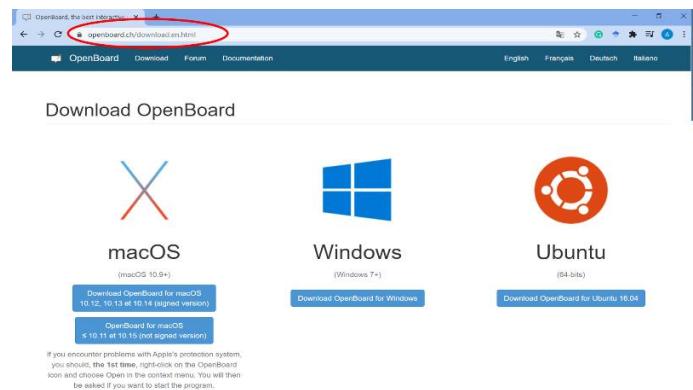 OpenBoard, the best interactive
openboard.ch/download.en.html
OpenBoard Download Forum Documentation English Français Deutsch Italiano
Download OpenBoard
macOS
(macOS 10.9+)
Download OpenBoard for macOS
10.12, 10.13 et 10.14 (signed version)
OpenBoard for macOS
≤ 10.11 et 10.15 (not signed version)
If you encounter problems with Apple's protection system,
you should, the 1st time, right-click on the OpenBoard
icon and choose Open in the context menu. You will then
be asked if you want to start the program.
Windows
(Windows 7+)
Download OpenBoard for Windows
Ubuntu
(64-bits)
Download OpenBoard for Ubuntu 16.04